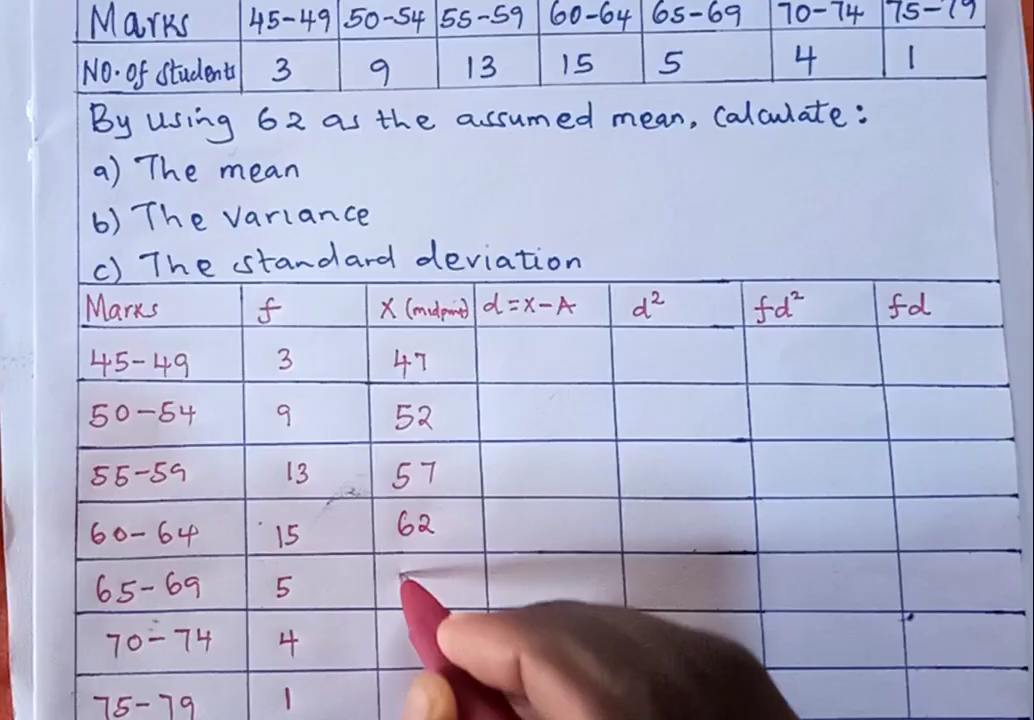 Marks 45-49 50-54 55-59 60-64 65-69 70-74 75-79
NO. of students 3 9 13 15 5 4 1
By using 62 as the assumed mean, calculate:
a) The mean
b) The variance
c) The standard deviation
Marks f X (midpoint) d=X-A d² fd² fd
45-49 3 47
50-54 9 52
55-59 13 57
60-64 15 62
65-69 5
70-74 4
75-79 1